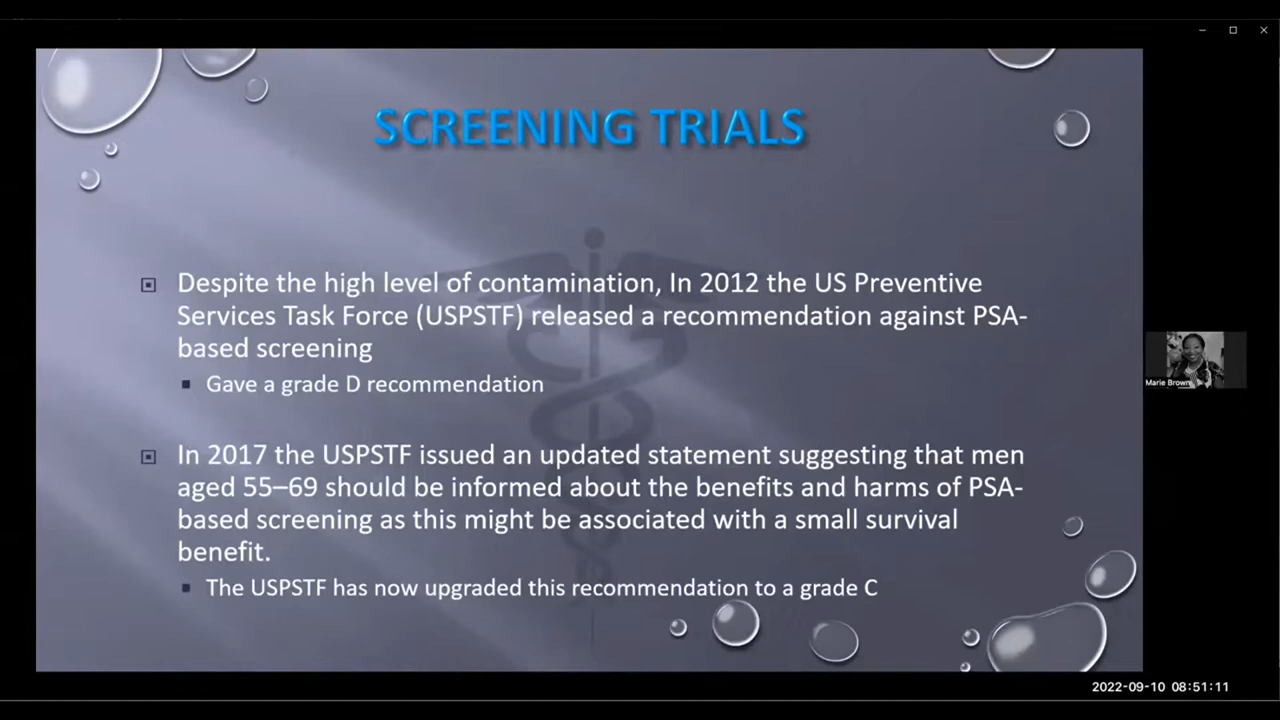 SCREENING TRIALS
Despite the high level of contamination, In 2012 the US Preventive
Services Task Force (USPSTF) released a recommendation against PSA-
based screening
Gave a grade D recommendation
In 2017 the USPSTF issued an updated statement suggesting that men
aged 55–69 should be informed about the benefits and harms of PSA-
based screening as this might be associated with a small survival
benefit.
The USPSTF has now upgraded this recommendation to a grade C
Marie Brown
2022-09-10 08:51:11